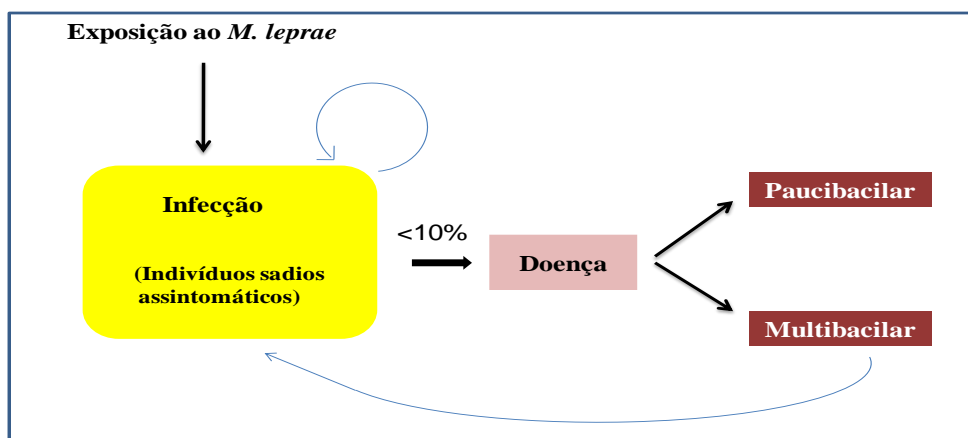 Exposição ao M. leprae
Infecção
(Indivíduos sadios
assintomáticos)
<10%
Doença
Paucibacilar
Multibacilar